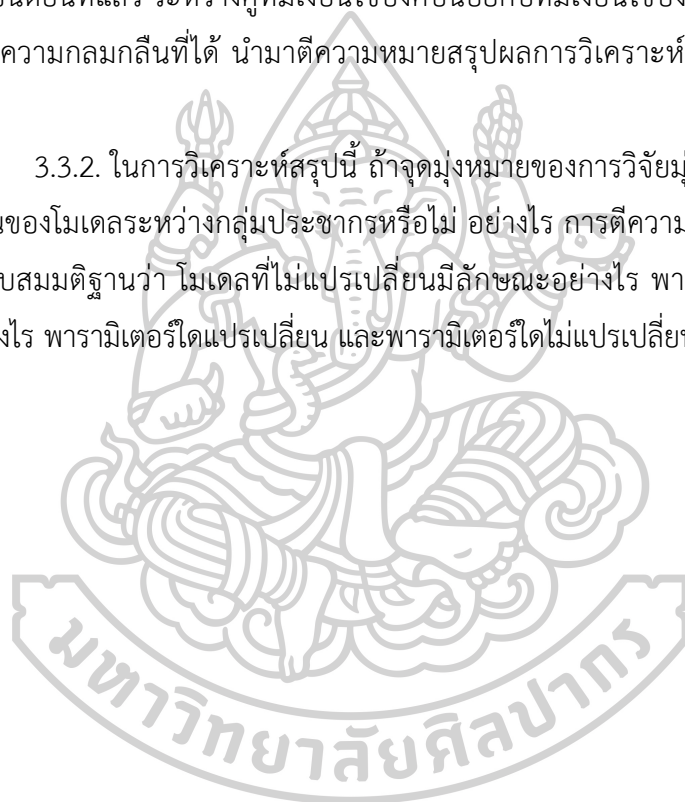 ความกลมกลืนที่ได้ นำมาตีความหมายสรุปผลการวิเคราะห์
3.3.2. ในการวิเคราะห์สรุปนี้ ถ้าจุดมุ่งหมายของการวิจัยมุ
ของโมเดลระหว่างกลุ่มประชากรหรือไม่ อย่างไร การตีความ
สมมติฐานว่า โมเดลที่ไม่แปรเปลี่ยนมีลักษณะอย่างไร พา
งไร พารามิเตอร์ใดแปรเปลี่ยน และพารามิเตอร์ใดไม่แปรเปลี่ย
มหาวิทยาลัยศิลปากร